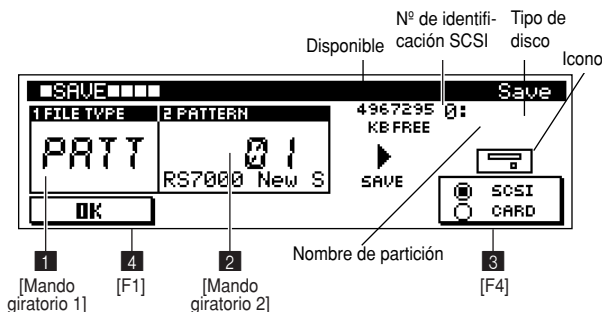 Nº de identifi-
cación SCSI
Tipo de
disco
Disponible
Icono
■SAVE■■■■
Save
1 FILE TYPE
2 PATTERN
4967295 0:
KB FREE
PATT
01
RS7000 New S
SAVE
SCSI
CARD
OK
Nombre de partición
1
[Mando
giratorio 1]
4
[F1]
2
[Mando
giratorio 2]
3
[F4]